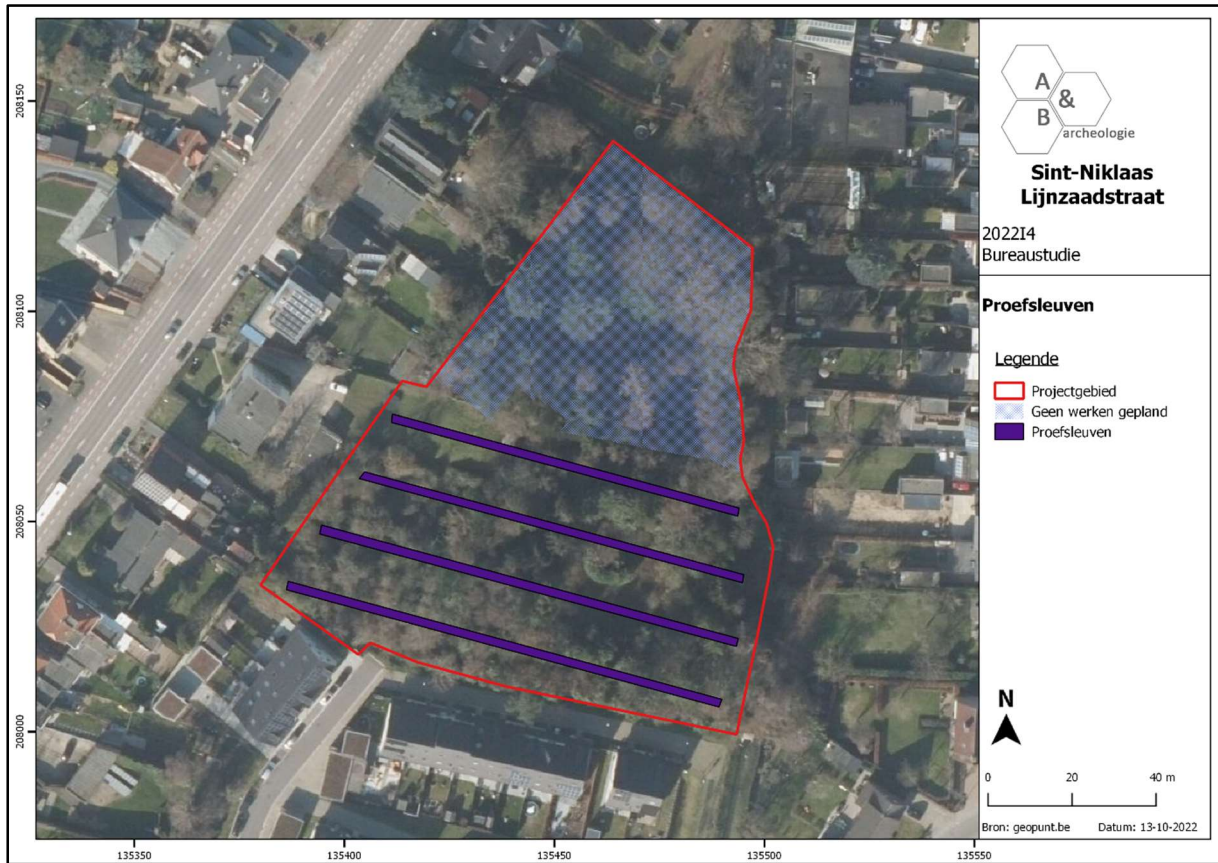 208150
208100
208050
208000
135350
135400
135450
135500
135550
A
&
B
archeologie
Sint-Niklaas
Lijnzaadstraat
2022I4
Bureaustudie
Proefsleuven
Legende
Projectgebied
Geen werken gepland
Proefsleuven
N
0 20 40 m
Bron: geopunt.be Datum: 13-10-2022